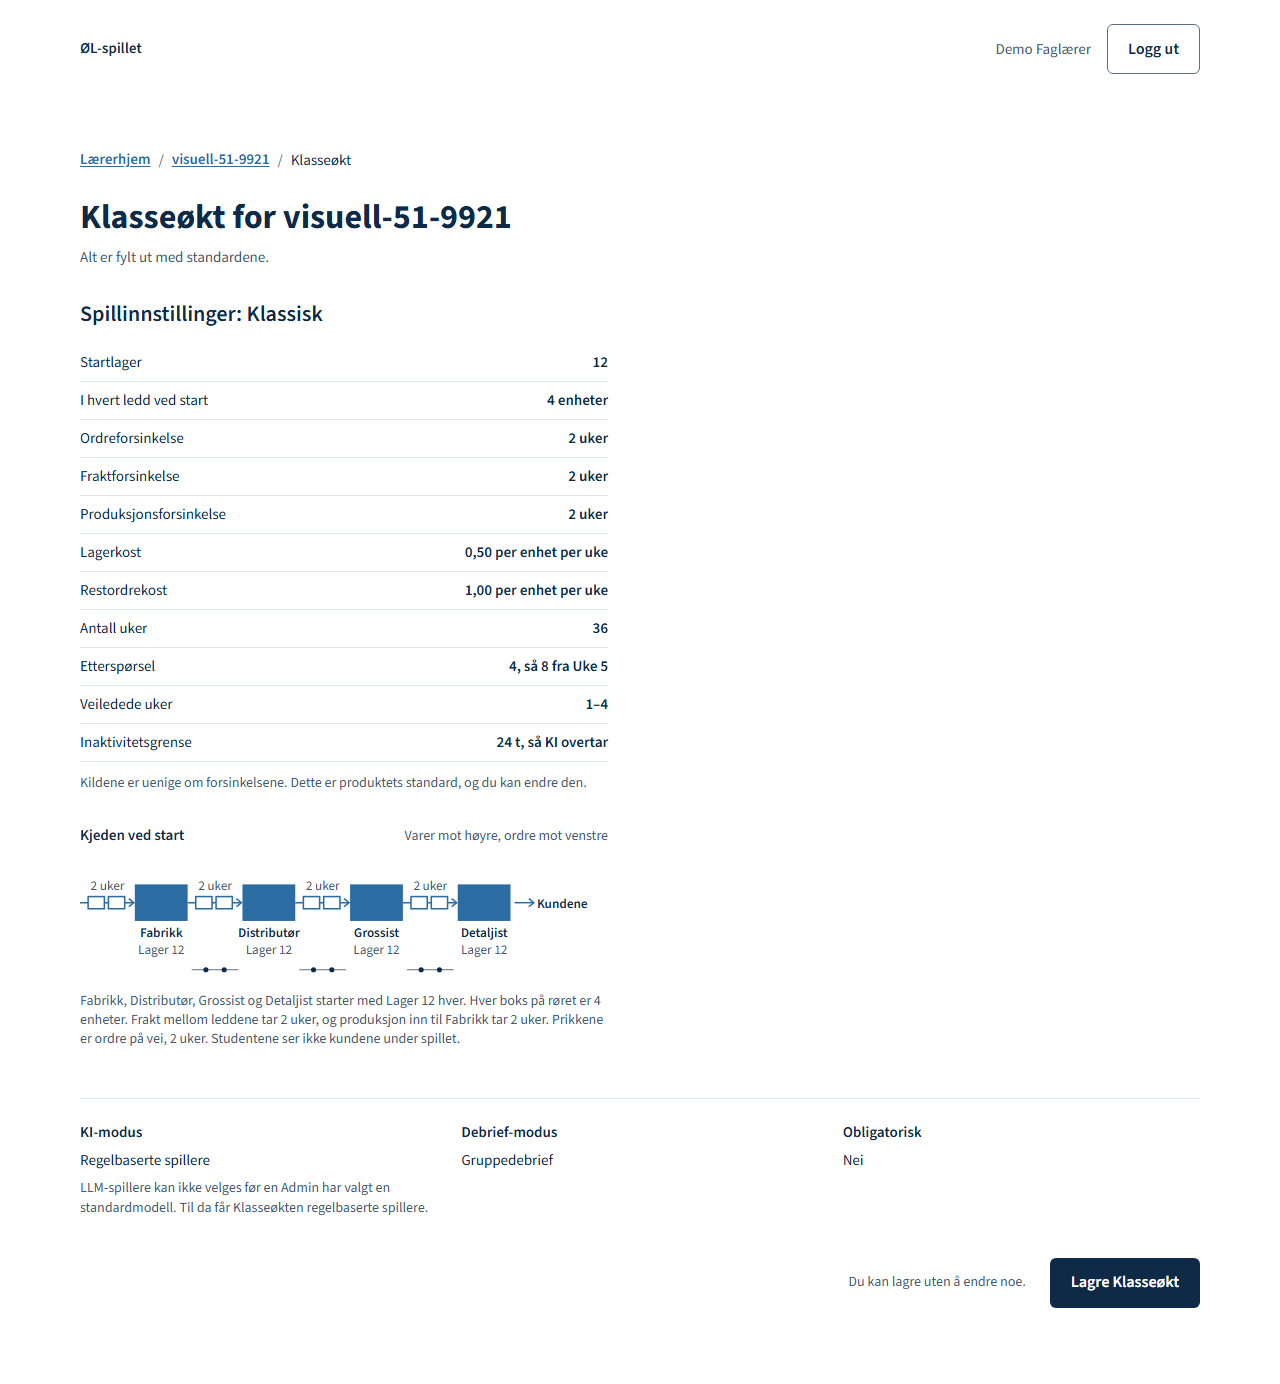 ØL-spillet
Demo Faglærer
Logg ut
Lærerhjem / visuell-51-9921 / Klasseøkt
Klasseøkt for visuell-51-9921
Alt er fylt ut med standardene.
Spillinnstillinger: Klassisk
Startlager 12
I hvert ledd ved start 4 enheter
Ordreforsinkelse 2 uker
Fraktforsinkelse 2 uker
Produksjonsforsinkelse 2 uker
Lagerkost 0,50 per enhet per uke
Restordrekost 1,00 per enhet per uke
Antall uker 36
Etterspørsel 4, så 8 fra Uke 5
Veiledede uker 1–4
Inaktivitetsgrense 24 t, så KI overtar
Kildene er uenige om forsinkelsene. Dette er produktets standard, og du kan endre den.
Kjeden ved start Varer mot høyre, ordre mot venstre
2 uker 2 uker 2 uker 2 uker
Kundene
Fabrikk Distributør Grossist Detaljist
Lager 12 Lager 12 Lager 12 Lager 12
Fabrikk, Distributør, Grossist og Detaljist starter med Lager 12 hver. Hver boks på røret er 4
enheter. Frakt mellom leddene tar 2 uker, og produksjon inn til Fabrikk tar 2 uker. Prikkene
er ordre på vei, 2 uker. Studentene ser ikke kundene under spillet.
KI-modus
Regelbaserte spillere
LLM-spillere kan ikke velges før en Admin har valgt en
standardmodell. Til da får Klasseøkten regelbaserte spillere.
Debrief-modus
Gruppedebrief
Obligatorisk
Nei
Du kan lagre uten å endre noe.
Lagre Klasseøkt